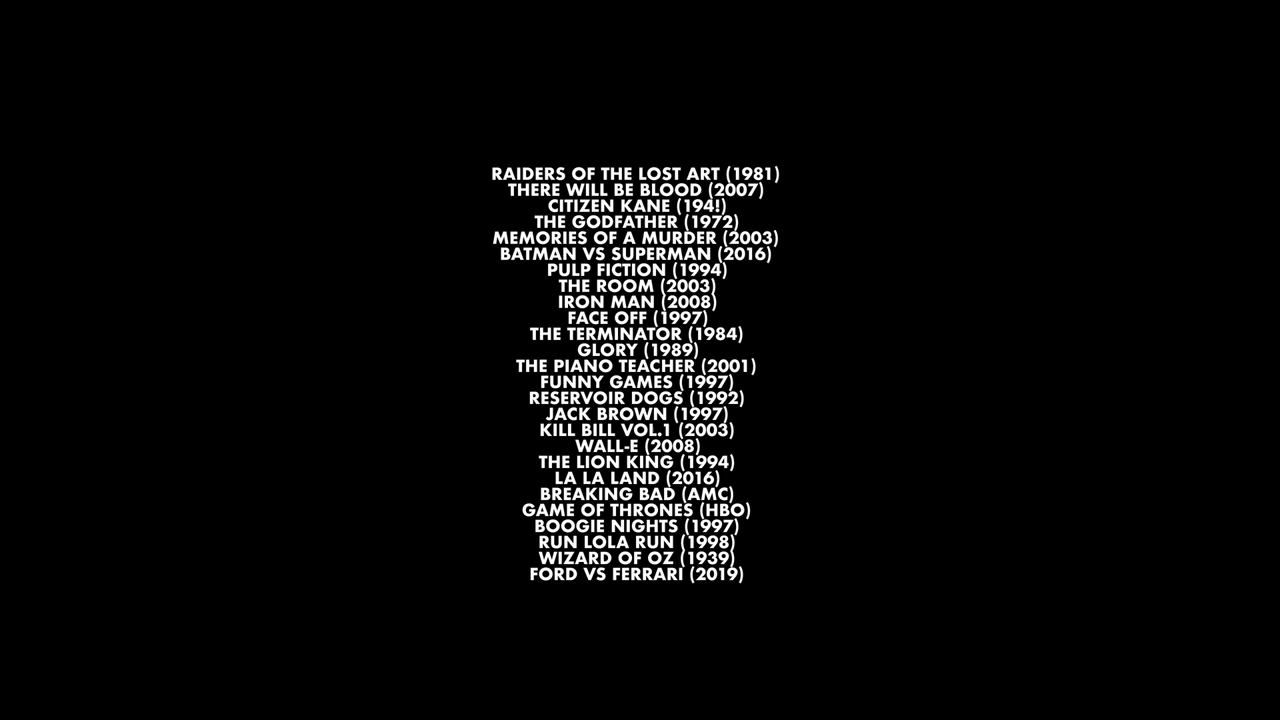 RAIDERS OF THE LOST ART (1981)
THERE WILL BE BLOOD (2007)
CITIZEN KANE (194!)
THE GODFATHER (1972)
MEMORIES OF A MURDER (2003)
BATMAN VS SUPERMAN (2016)
PULP FICTION (1994)
THE ROOM (2003)
IRON MAN (2008)
FACE OFF (1997)
THE TERMINATOR (1984)
GLORY (1989)
THE PIANO TEACHER (2001)
FUNNY GAMES (1997)
RESERVOIR DOGS (1992)
JACK BROWN (1997)
KILL BILL VOL.1 (2003)
WALL-E (2008)
THE LION KING (1994)
LA LA LAND (2016)
BREAKING BAD (AMC)
GAME OF THRONES (HBO)
BOOGIE NIGHTS (1997)
RUN LOLA RUN (1998)
WIZARD OF OZ (1939)
FORD VS FERRARI (2019)